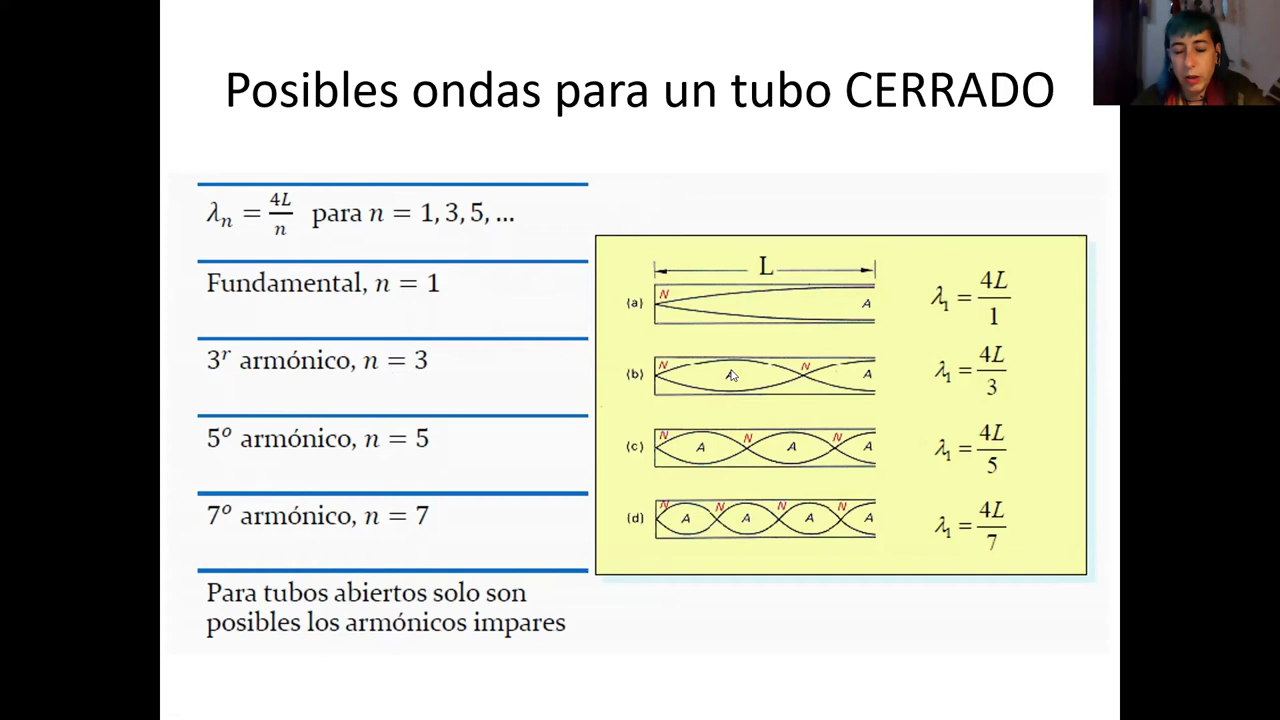 Posibles ondas para un tubo CERRADO
λₙ = 4L/n para n = 1, 3, 5, ...
Fundamental, n = 1
3ʳ armónico, n = 3
5º armónico, n = 5
7º armónico, n = 7
Para tubos abiertos solo son
posibles los armónicos impares
L
(a) N A λ₁ = 4L/1
(b) N A N A λ₁ = 4L/3
(c) N A N A N A λ₁ = 4L/5
(d) N A N A N A N A λ₁ = 4L/7